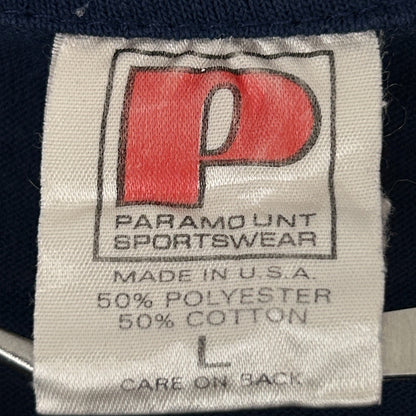 P
PARAMOUNT
SPORTSWEAR
MADE IN U.S.A.
50% POLYESTER
50% COTTON
L
CARE ON BACK